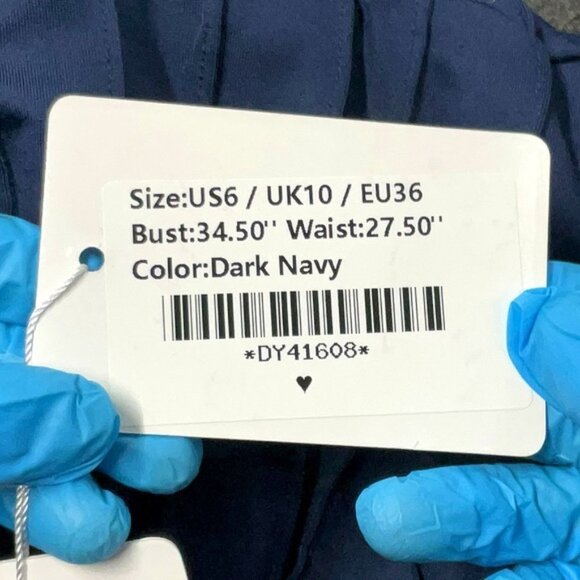 Size:US6 / UK10 / EU36
Bust:34.50'' Waist:27.50''
Color:Dark Navy
*DY41608*
♥